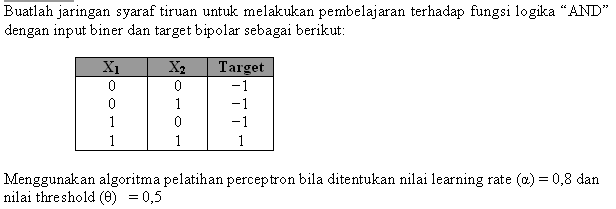 Buatlah jaringan syaraf tiruan untuk melakukan pembelajaran terhadap fungsi logika “AND”
dengan input biner dan target bipolar sebagai berikut:
X1 X2 Target
0 0 −1
0 1 −1
1 0 −1
1 1 1
Menggunakan algoritma pelatihan perceptron bila ditentukan nilai learning rate (α) = 0,8 dan
nilai threshold (θ) = 0,5